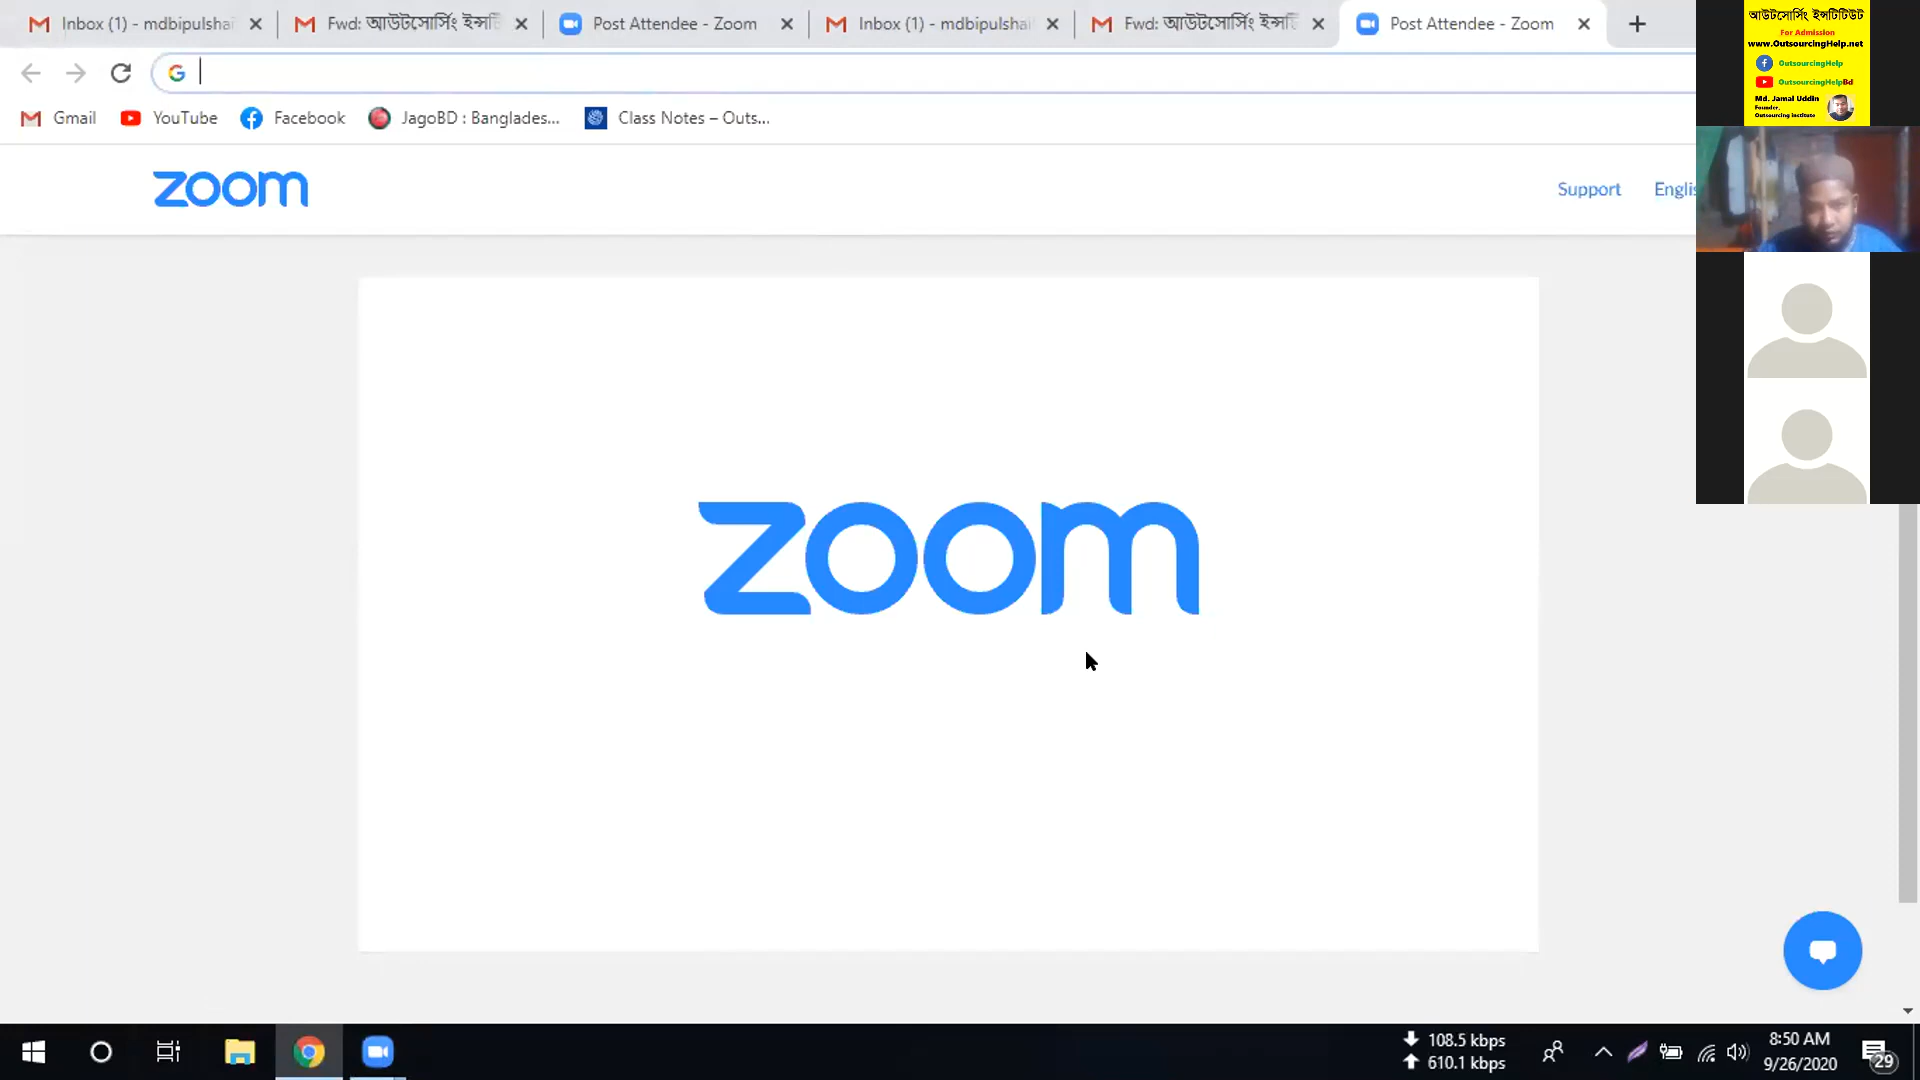 Inbox (1) - mdbipulshai
Fwd: আউটসোর্সিং ইন্সটি
Post Attendee - Zoom
Inbox (1) - mdbipulshai
Fwd: আউটসোর্সিং ইন্সটি
Post Attendee - Zoom
Gmail
YouTube
Facebook
JagoBD : Banglades...
Class Notes – Outs...
zoom
Support
Englis
zoom
আউটসোর্সিং ইন্সটিটিউট
For Admission
www.OutsourcingHelp.net
OutsourcingHelp
OutsourcingHelpBd
Md. Jamal Uddin
Founder,
Outsourcing Institute
108.5 kbps
610.1 kbps
8:50 AM
9/26/2020
29